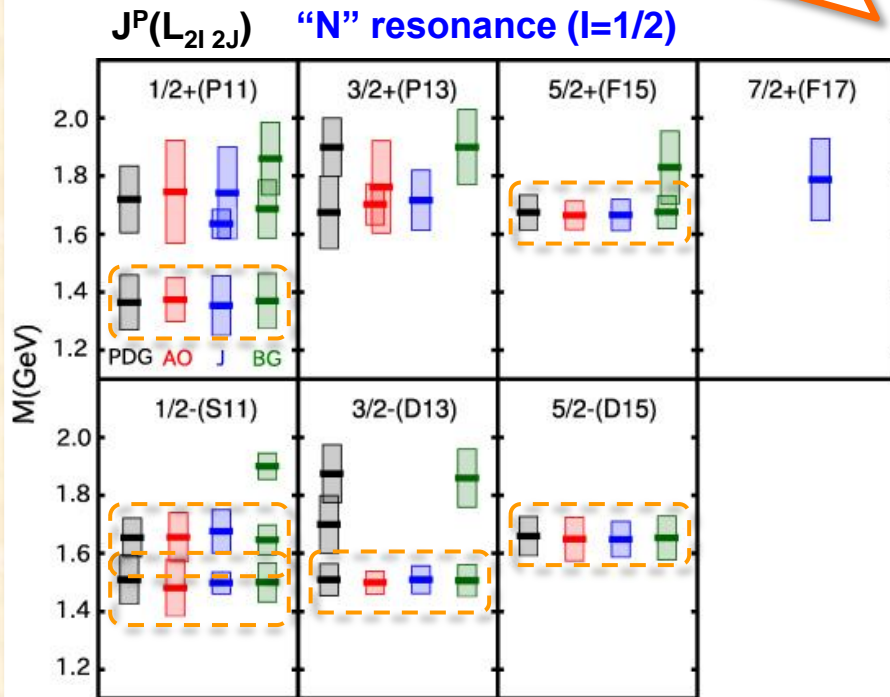 J^P(L_{2I 2J}) “N” resonance (I=1/2)
1/2+(P11) 3/2+(P13) 5/2+(F15) 7/2+(F17)
2.0
1.8
1.6
1.4
1.2
PDG AO J BG
M(GeV)
1/2-(S11) 3/2-(D13) 5/2-(D15)
2.0
1.8
1.6
1.4
1.2